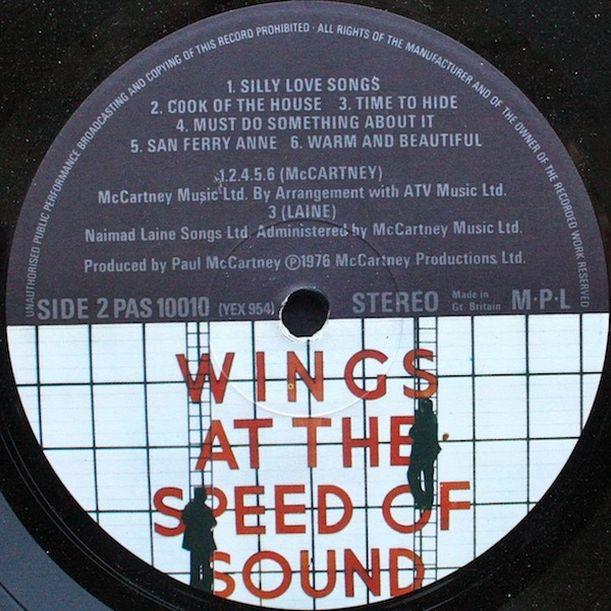 UNAUTHORISED PUBLIC PERFORMANCE BROADCASTING AND COPYING OF THIS RECORD PROHIBITED · ALL RIGHTS OF THE MANUFACTURER AND OF THE OWNER OF THE RECORDED WORK RESERVED
1. SILLY LOVE SONG$
2. COOK OF THE HOUSE 3. TIME TO HIDE
4. MUST DO SOMETHING ABOUT IT
5. SAN FERRY ANNE 6. WARM AND BEAUTIFUL
1.2.4.5.6 (McCARTNEY)
McCartney Music Ltd. By Arrangement with ATV Music Ltd.
3 (LAINE)
Naimad Laine Songs Ltd. Administered by McCartney Music Ltd.
Produced by Paul McCartney ℗1976 McCartney Productions Ltd.
SIDE 2 PAS 10010 (YEX 954) STEREO Made in Gt. Britain M·P·L
WINGS
AT THE
SPEED OF
SOUND